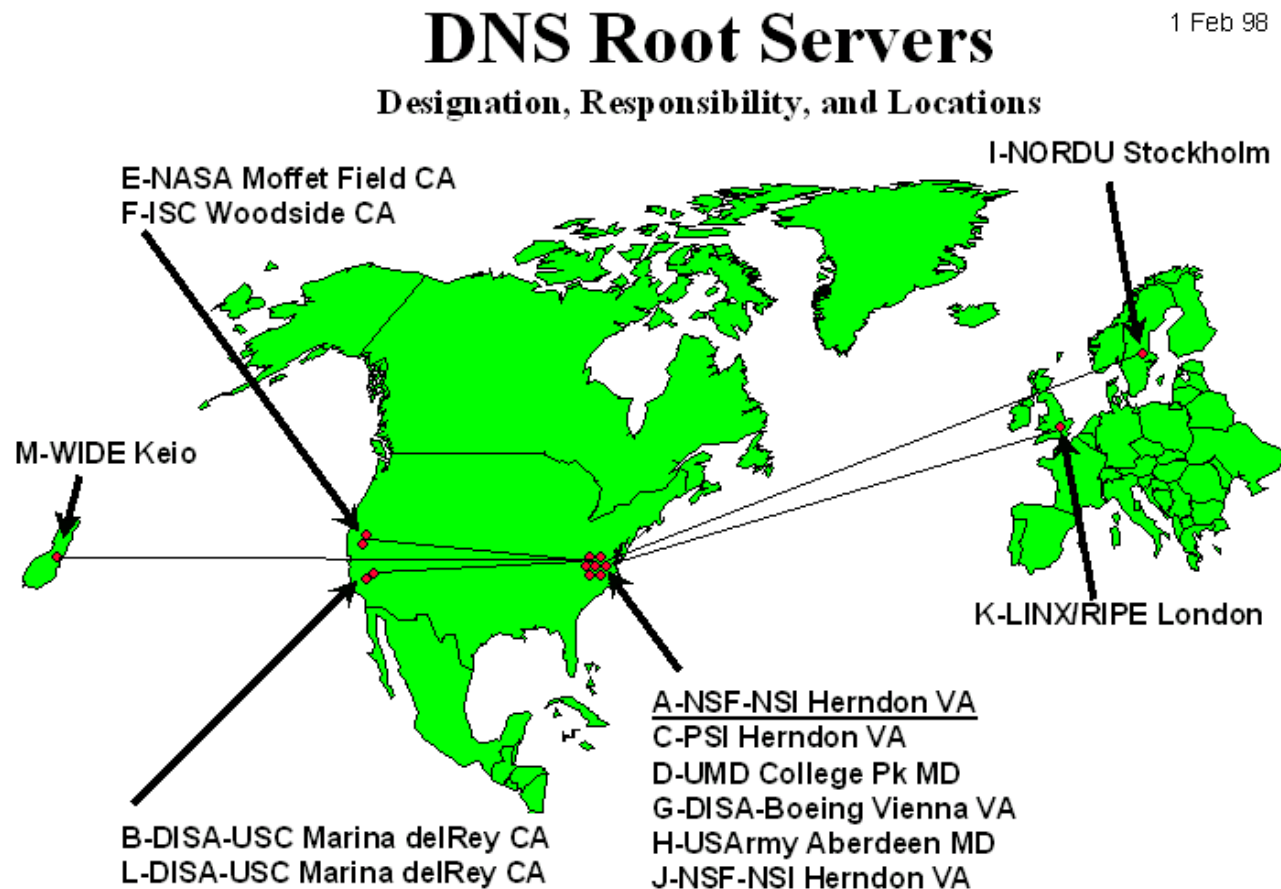 DNS Root Servers
1 Feb 98
Designation, Responsibility, and Locations
I-NORDU Stockholm
E-NASA Moffet Field CA
F-ISC Woodside CA
M-WIDE Keio
K-LINX/RIPE London
A-NSF-NSI Herndon VA
C-PSI Herndon VA
D-UMD College Pk MD
G-DISA-Boeing Vienna VA
H-USArmy Aberdeen MD
J-NSF-NSI Herndon VA
B-DISA-USC Marina delRey CA
L-DISA-USC Marina delRey CA